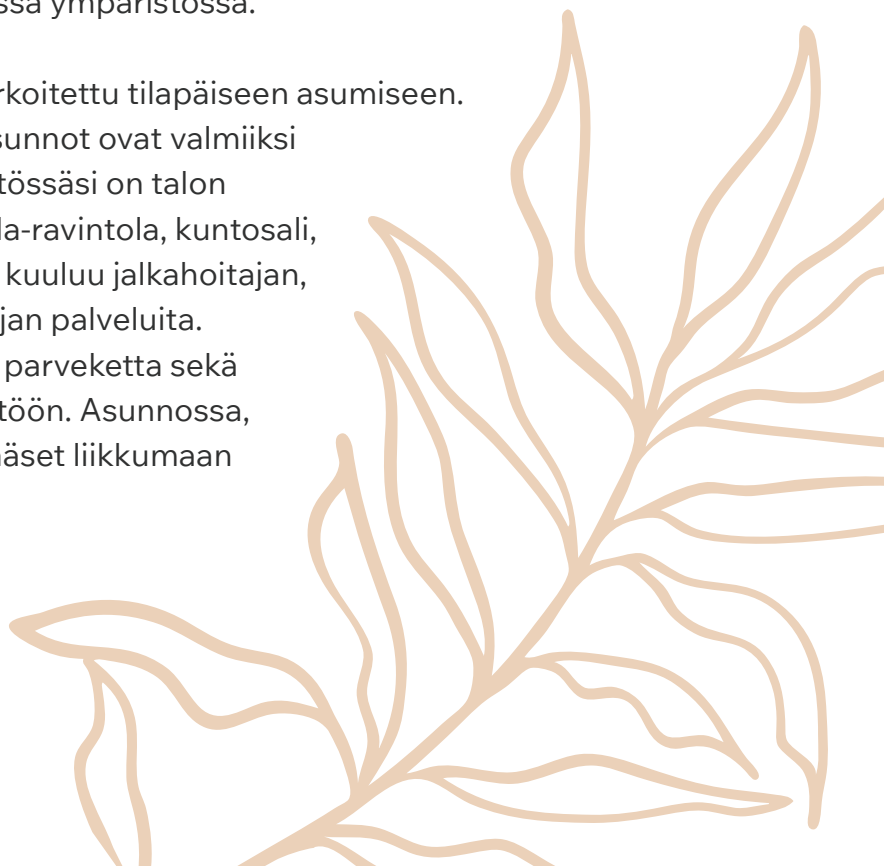 ssä ympäristössä.
rkoitettu tilapäiseen asumiseen.
sunnot ovat valmiiksi
tössäsi on talon
la-ravintola, kuntosali,
kuuluu jalkahoitajan,
jan palveluita.
parveketta sekä
töön. Asunnossa,
äset liikkumaan